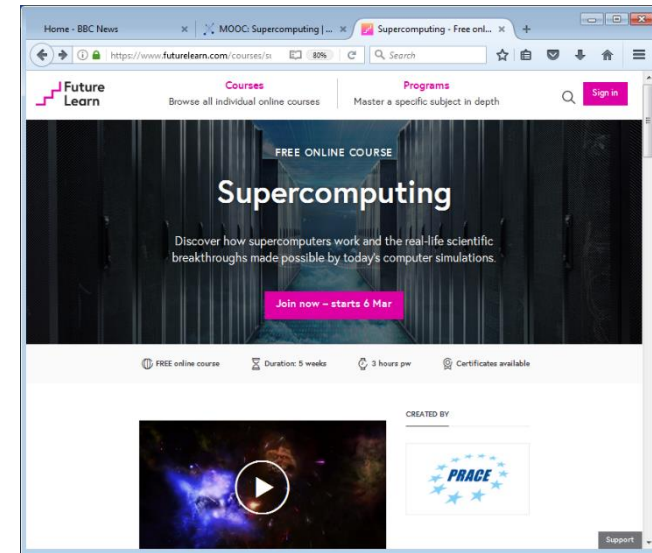 Home - BBC News
MOOC: Supercomputing | ...
Supercomputing - Free onl...
https://www.futurelearn.com/courses/su
80%
Search
Future
Learn
Courses
Browse all individual online courses
Programs
Master a specific subject in depth
Sign in
FREE ONLINE COURSE
Supercomputing
Discover how supercomputers work and the real-life scientific
breakthroughs made possible by today's computer simulations.
Join now – starts 6 Mar
FREE online course
Duration: 5 weeks
3 hours pw
Certificates available
CREATED BY
PRACE
Support